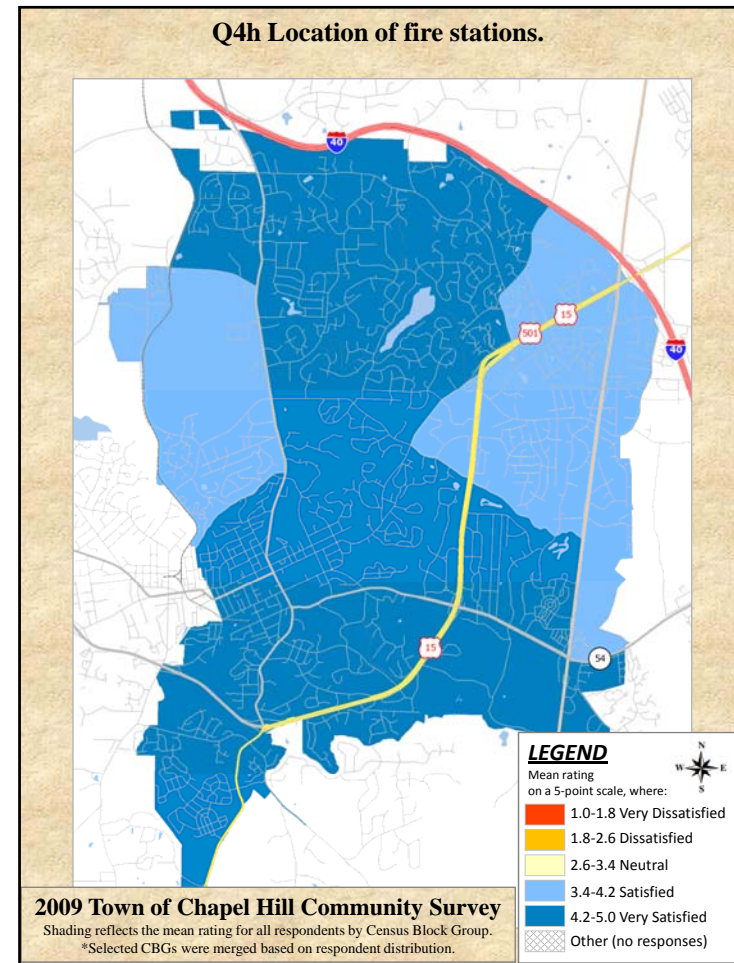 Q4h Location of fire stations.
40
15
501
40
15
54
LEGEND
N
W E
S
Mean rating
on a 5-point scale, where:
1.0-1.8 Very Dissatisfied
1.8-2.6 Dissatisfied
2.6-3.4 Neutral
3.4-4.2 Satisfied
4.2-5.0 Very Satisfied
Other (no responses)
2009 Town of Chapel Hill Community Survey
Shading reflects the mean rating for all respondents by Census Block Group.
*Selected CBGs were merged based on respondent distribution.